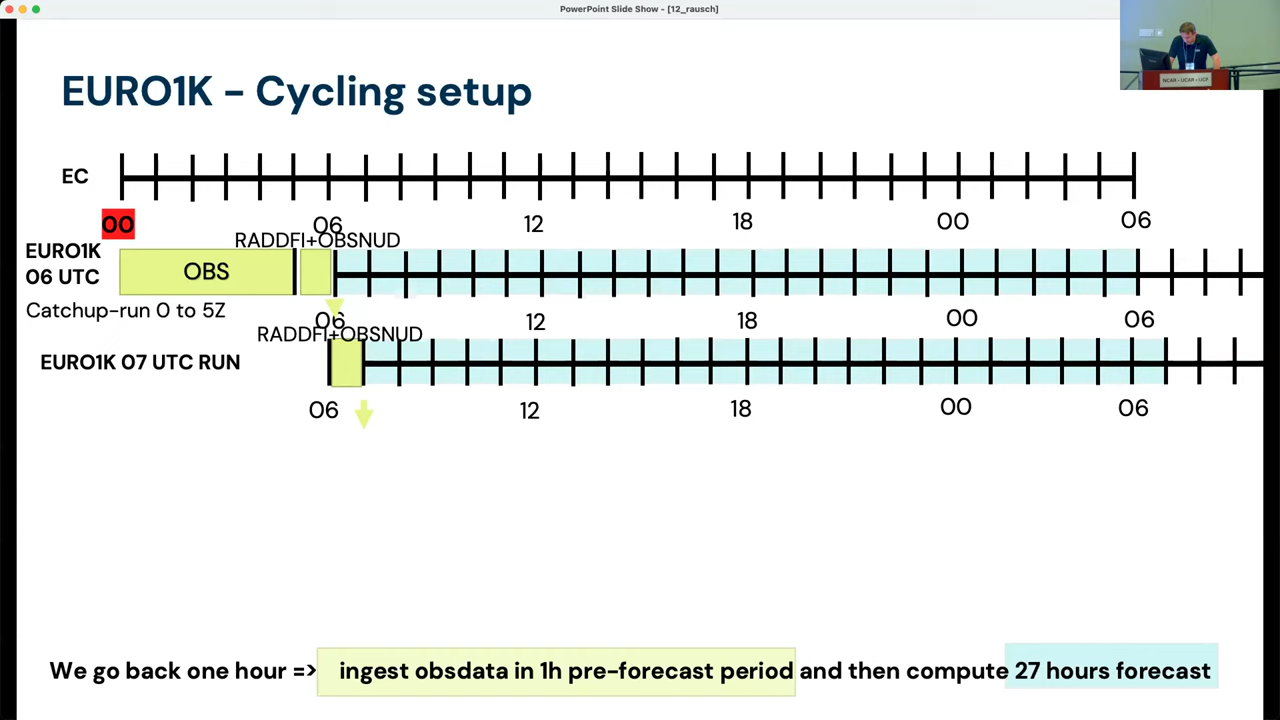 PowerPoint Slide Show - [12_rausch]
NCAR • UCAR • UCP
EURO1K - Cycling setup
EC
00
06
12
18
00
06
RADDFI+OBSNUD
EURO1K
06 UTC
OBS
Catchup-run 0 to 5Z
06
12
18
00
06
RADDFI+OBSNUD
EURO1K 07 UTC RUN
06
12
18
00
06
We go back one hour => ingest obsdata in 1h pre-forecast period and then compute 27 hours forecast